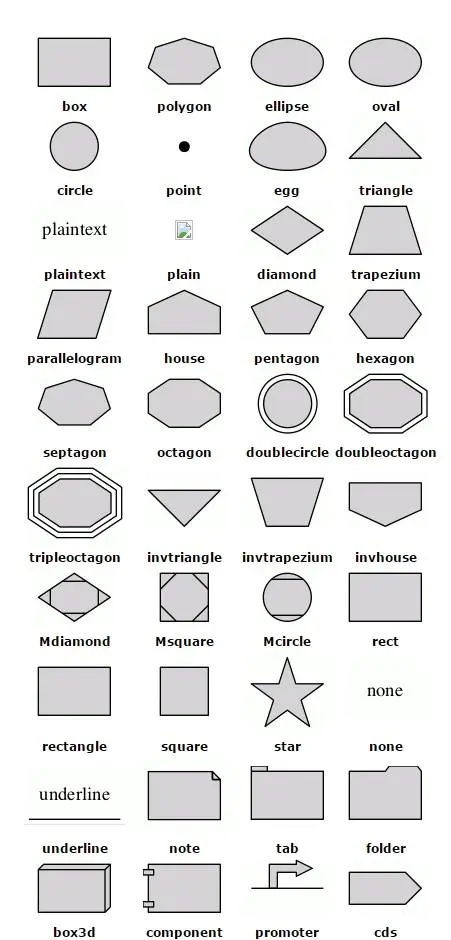 box polygon ellipse oval
circle point egg triangle
plaintext
plaintext plain diamond trapezium
parallelogram house pentagon hexagon
septagon octagon doublecircle doubleoctagon
tripleoctagon invtriangle invtrapezium invhouse
Mdiamond Msquare Mcircle rect
none
rectangle square star none
underline
underline note tab folder
box3d component promoter cds